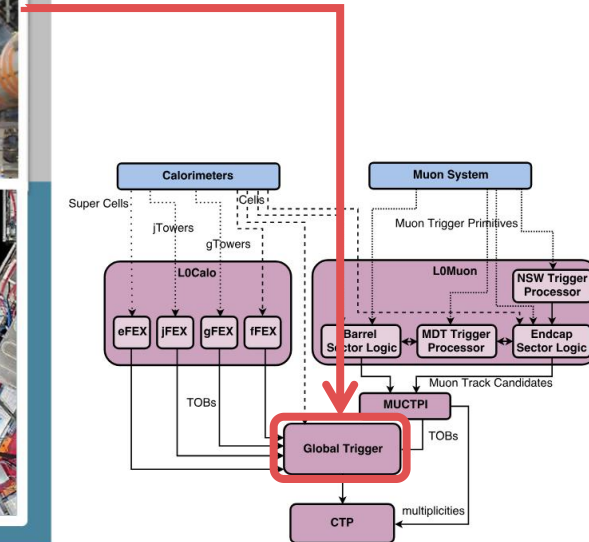 Calorimeters
Muon System
Super Cells
Cells
jTowers
gTowers
Muon Trigger Primitives
L0Calo
L0Muon
NSW Trigger
Processor
eFEX
jFEX
gFEX
fFEX
Barrel
Sector Logic
MDT Trigger
Processor
Endcap
Sector Logic
Muon Track Candidates
TOBs
MUCTPI
TOBs
Global Trigger
multiplicities
CTP